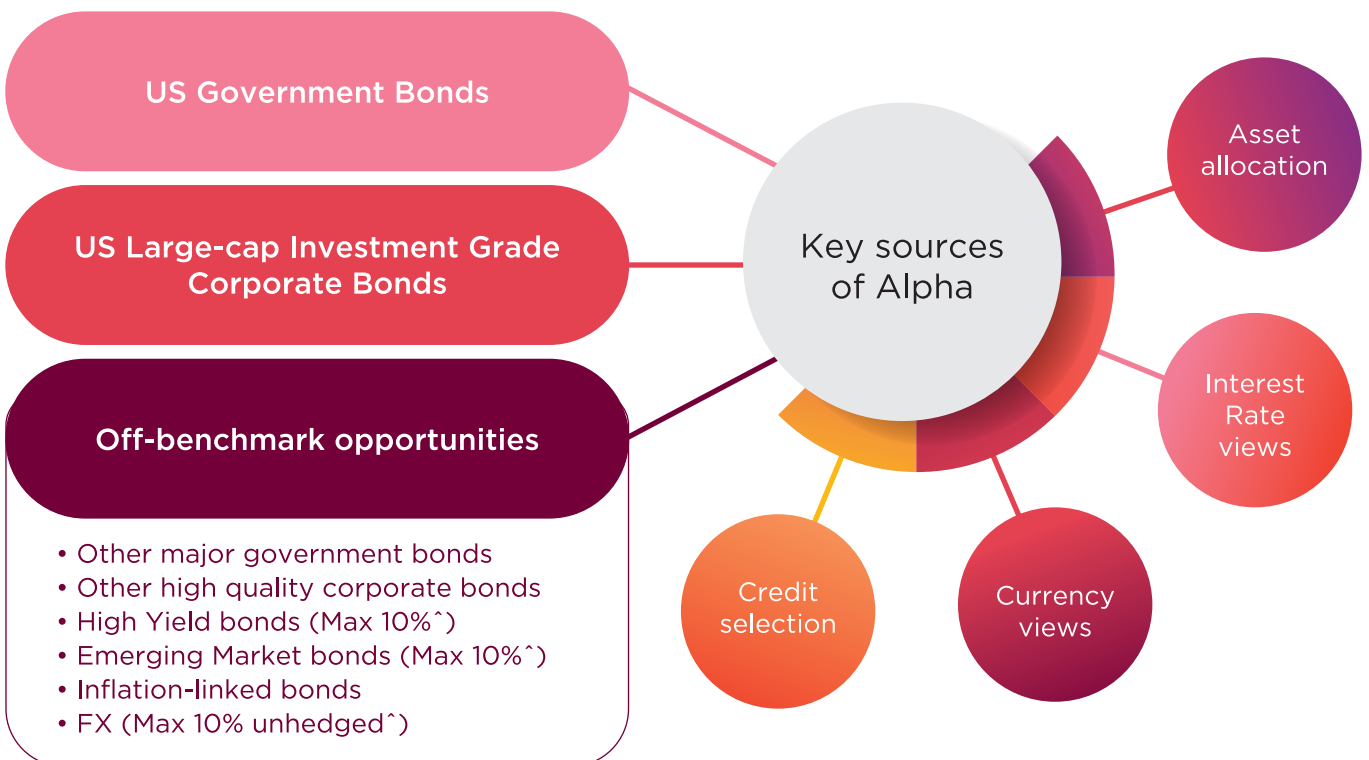 US Government Bonds
US Large-cap Investment Grade
Corporate Bonds
Off-benchmark opportunities
• Other major government bonds
• Other high quality corporate bonds
• High Yield bonds (Max 10%^)
• Emerging Market bonds (Max 10%^)
• Inflation-linked bonds
• FX (Max 10% unhedged^)
Key sources
of Alpha
Asset
allocation
Interest
Rate
views
Currency
views
Credit
selection